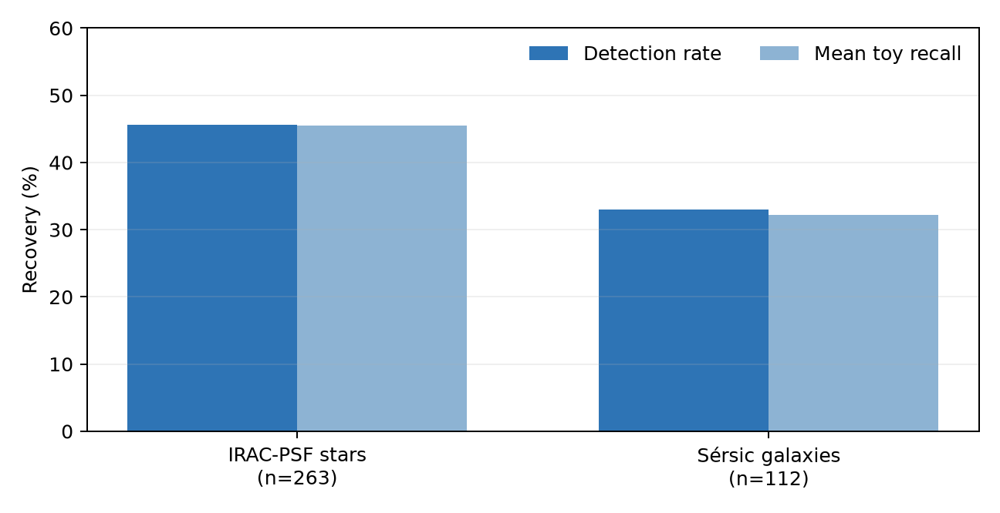 Detection rate
Mean toy recall
Recovery (%)
60
50
40
30
20
10
0
IRAC-PSF stars
(n=263)
Sérsic galaxies
(n=112)